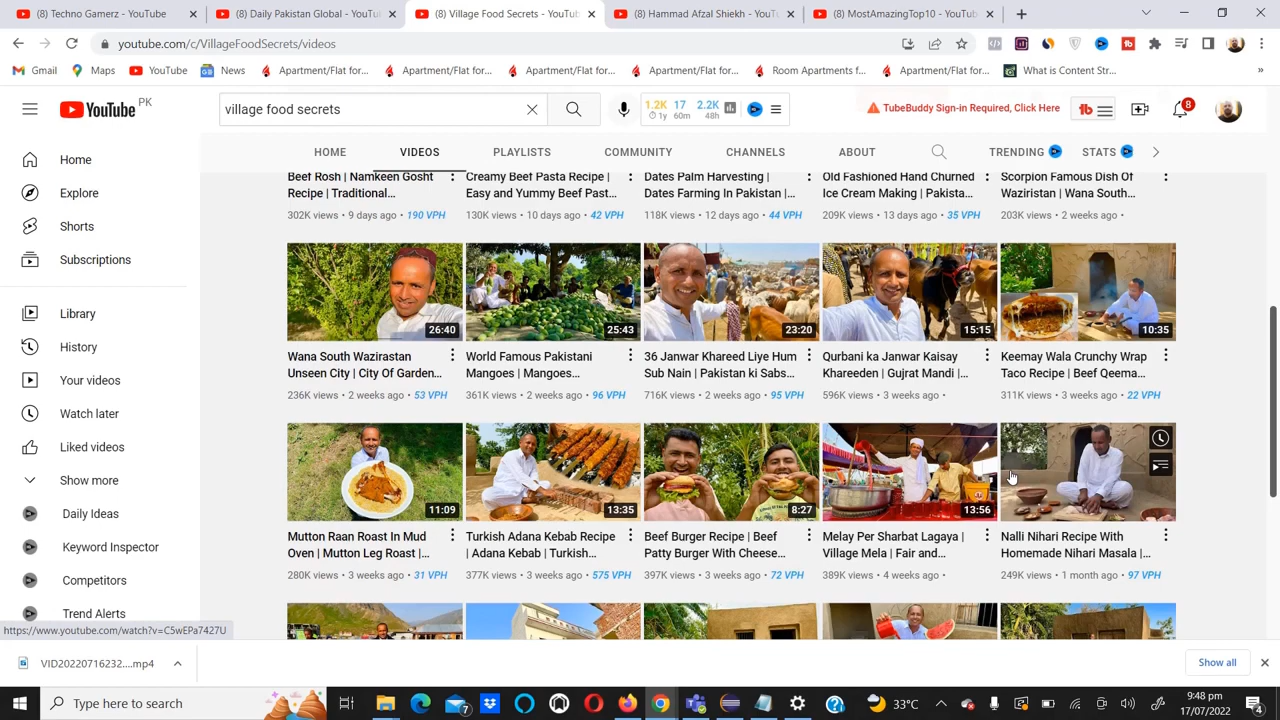 (8) Techno Gamerz - YouTube
(8) Daily Pakistan Global - YouTube
(8) Village Food Secrets - YouTube
(8) Hammad Afzal Shiekh - YouTube
(8) MostAmazingTop10 - YouTube
youtube.com/c/VillageFoodSecrets/videos
Gmail
Maps
YouTube
News
Apartment/Flat for...
Apartment/Flat for...
Apartment/Flat for...
Apartment/Flat for...
Room Apartments f...
Apartment/Flat for...
What is Content Str...
YouTube PK
village food secrets
1.2K 17 2.2K
1y 60m 48h
TubeBuddy Sign-in Required, Click Here
tb
8
HOME
VIDEOS
PLAYLISTS
COMMUNITY
CHANNELS
ABOUT
TRENDING
STATS
Home
Explore
Shorts
Subscriptions
Library
History
Your videos
Watch later
Liked videos
Show more
Daily Ideas
Keyword Inspector
Competitors
Trend Alerts
Beef Rosh | Namkeen Gosht
Recipe | Traditional...
302K views • 9 days ago • 190 VPH
Creamy Beef Pasta Recipe |
Easy and Yummy Beef Past...
130K views • 10 days ago • 42 VPH
Dates Palm Harvesting |
Dates Farming In Pakistan |...
118K views • 12 days ago • 44 VPH
Old Fashioned Hand Churned
Ice Cream Making | Pakista...
209K views • 13 days ago • 35 VPH
Scorpion Famous Dish Of
Waziristan | Wana South...
203K views • 2 weeks ago •
26:40
Wana South Wazirastan
Unseen City | City Of Garden...
236K views • 2 weeks ago • 53 VPH
25:43
World Famous Pakistani
Mangoes | Mangoes...
361K views • 2 weeks ago • 96 VPH
23:20
36 Janwar Khareed Liye Hum
Sub Nain | Pakistan ki Sabs...
716K views • 2 weeks ago • 95 VPH
15:15
Qurbani ka Janwar Kaisay
Khareeden | Gujrat Mandi |...
596K views • 3 weeks ago •
10:35
Keemay Wala Crunchy Wrap
Taco Recipe | Beef Qeema...
311K views • 3 weeks ago • 22 VPH
11:09
Mutton Raan Roast In Mud
Oven | Mutton Leg Roast |...
280K views • 3 weeks ago • 31 VPH
13:35
Turkish Adana Kebab Recipe
| Adana Kebab | Turkish...
377K views • 3 weeks ago • 575 VPH
8:27
Beef Burger Recipe | Beef
Patty Burger With Cheese...
397K views • 3 weeks ago • 72 VPH
13:56
Melay Per Sharbat Lagaya |
Village Mela | Fair and...
389K views • 4 weeks ago •
Nalli Nihari Recipe With
Homemade Nihari Masala |...
249K views • 1 month ago • 97 VPH
https://www.youtube.com/watch?v=C5wEPa7427U
VID20220716232....mp4
Show all
Type here to search
7
33°C
9:48 pm
17/07/2022
4